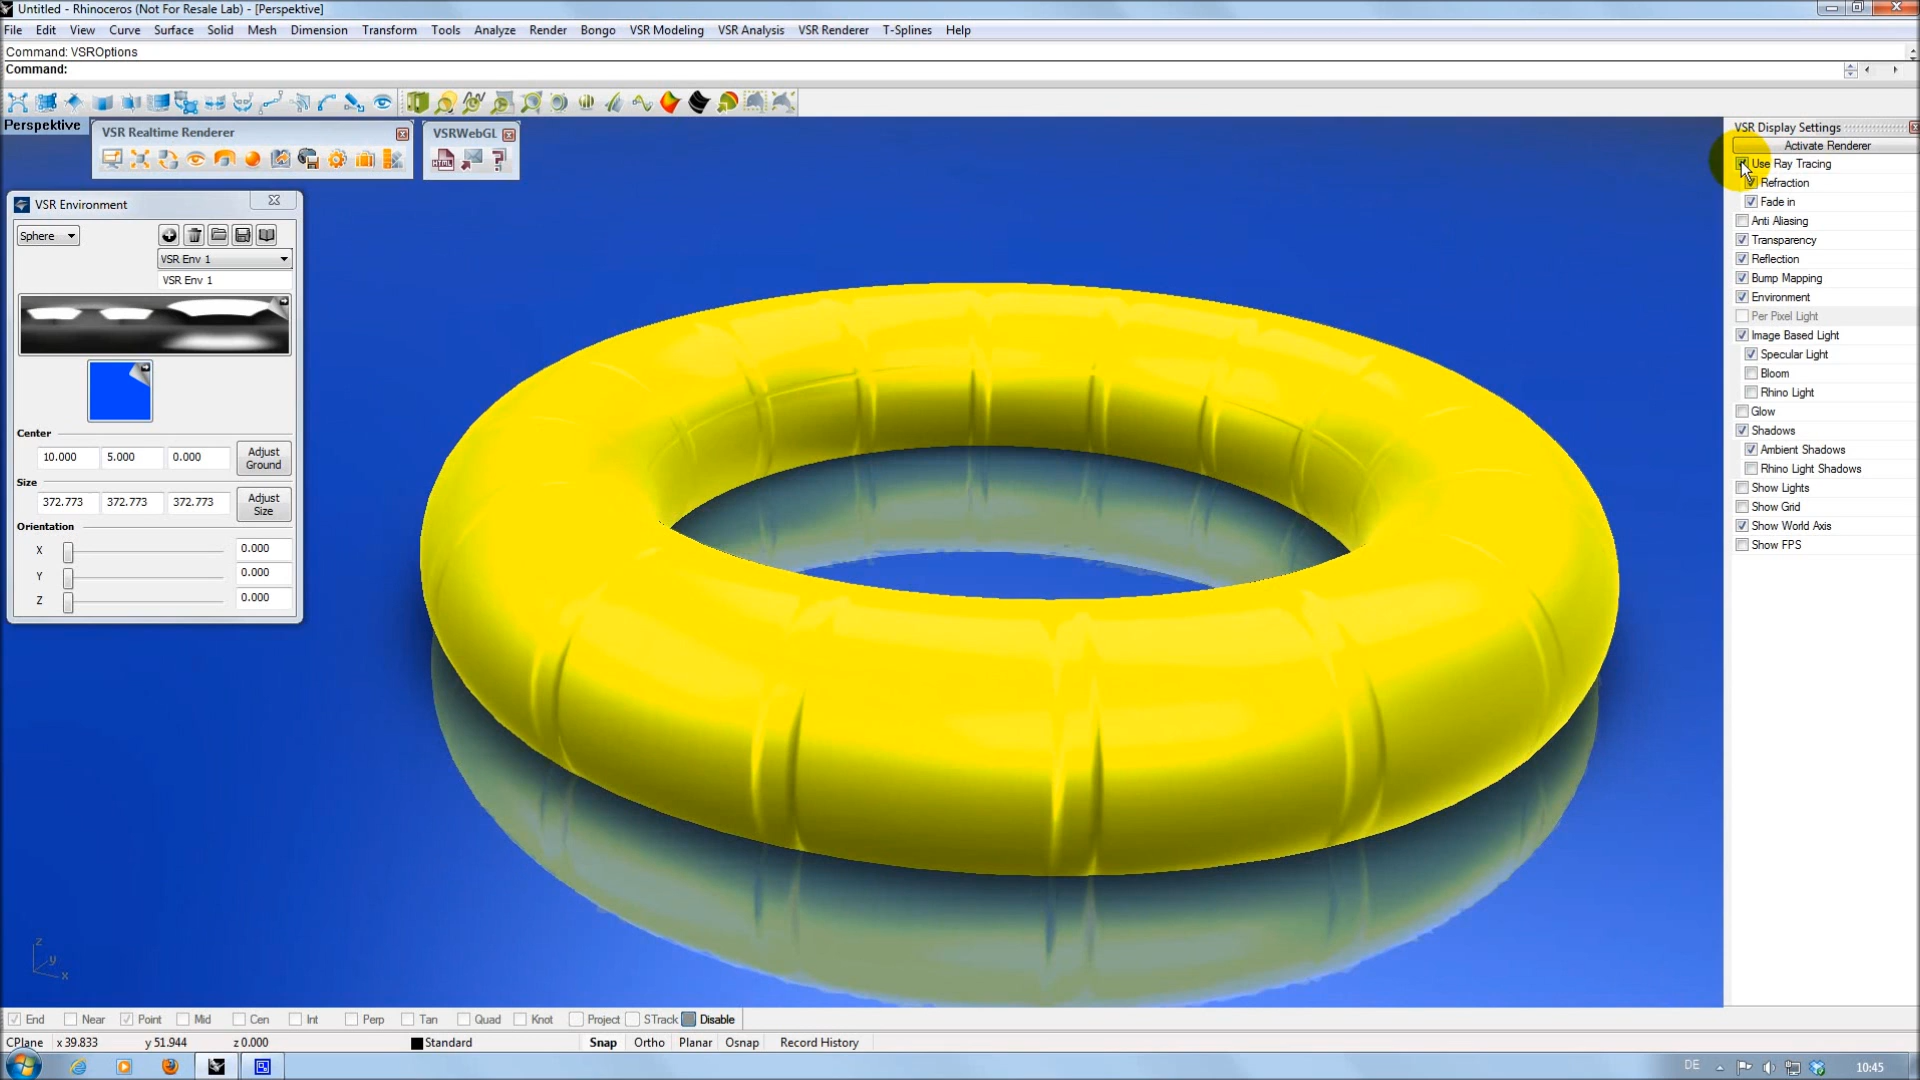 Untitled - Rhinoceros (Not For Resale Lab) - [Perspektive]
File Edit View Curve Surface Solid Mesh Dimension Transform Tools Analyze Render Bongo VSR Modeling VSR Analysis VSR Renderer T-Splines Help
Command: VSROptions
Command:
Perspektive
VSR Realtime Renderer
VSRWebGL
HTML
VSR Environment
Sphere
VSR Env 1
VSR Env 1
Center
10.000 5.000 0.000
Adjust Ground
Size
372.773 372.773 372.773
Adjust Size
Orientation
X 0.000
Y 0.000
Z 0.000
VSR Display Settings
Activate Renderer
Use Ray Tracing
Refraction
Fade in
Anti Aliasing
Transparency
Reflection
Bump Mapping
Environment
Per Pixel Light
Image Based Light
Specular Light
Bloom
Rhino Light
Glow
Shadows
Ambient Shadows
Rhino Light Shadows
Show Lights
Show Grid
Show World Axis
Show FPS
z
y
x
End Near Point Mid Cen Int Perp Tan Quad Knot Project STrack Disable
CPlane x 39.833 y 51.944 z 0.000 Standard Snap Ortho Planar Osnap Record History
DE 10:45